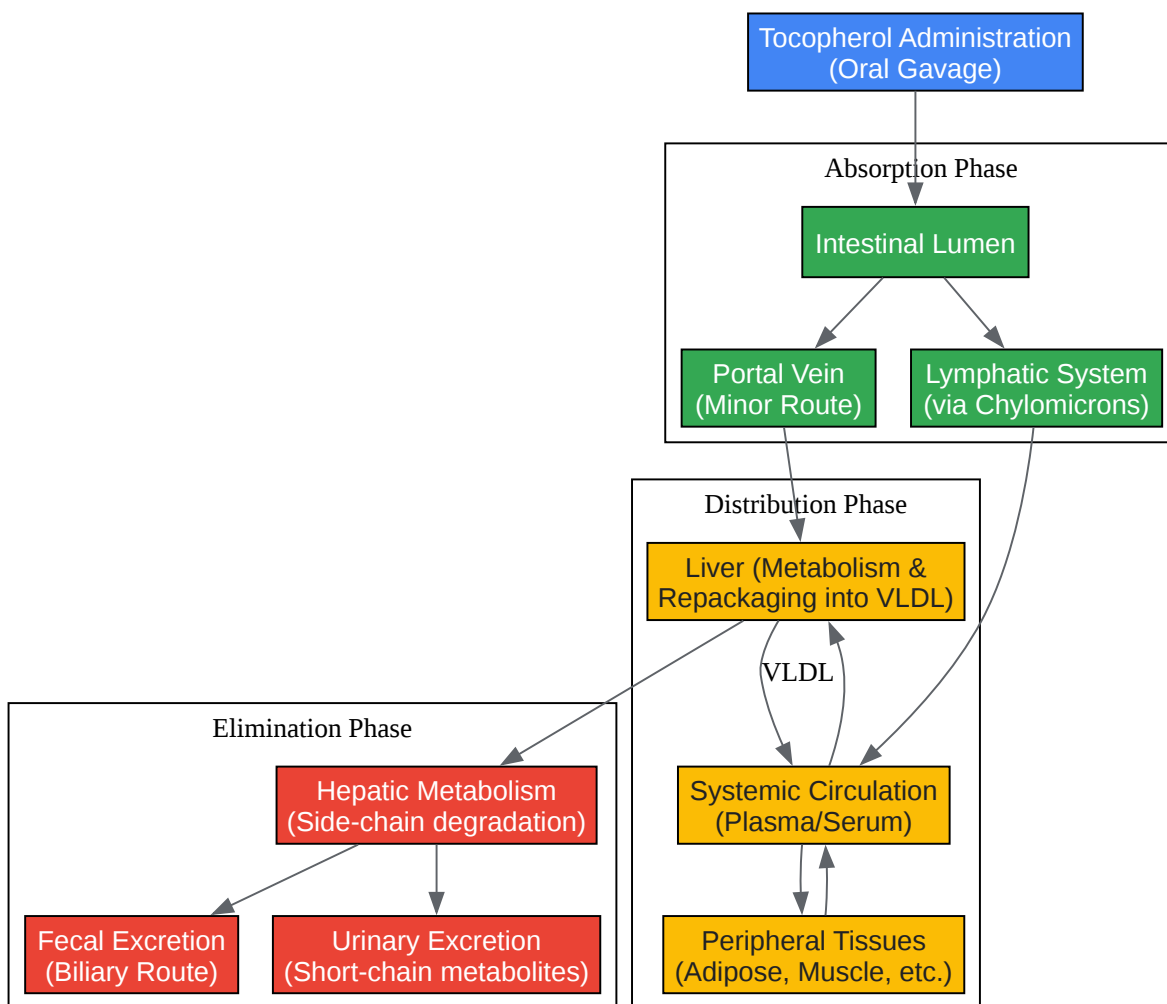 Tocopherol Administration
(Oral Gavage)
Absorption Phase
Intestinal Lumen
Portal Vein
(Minor Route)
Lymphatic System
(via Chylomicrons)
Distribution Phase
Liver (Metabolism &
Repackaging into VLDL)
VLDL
Elimination Phase
Hepatic Metabolism
(Side-chain degradation)
Systemic Circulation
(Plasma/Serum)
Fecal Excretion
(Biliary Route)
Urinary Excretion
(Short-chain metabolites)
Peripheral Tissues
(Adipose, Muscle, etc.)